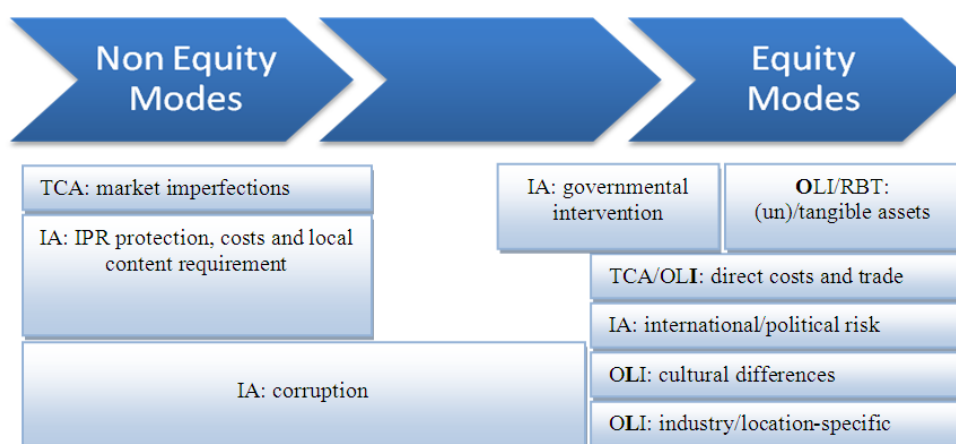 Non Equity
Modes
Equity
Modes
TCA: market imperfections
IA: IPR protection, costs and local
content requirement
IA: governmental
intervention
OLI/RBT:
(un)/tangible assets
TCA/OLI: direct costs and trade
IA: international/political risk
OLI: cultural differences
OLI: industry/location-specific
IA: corruption